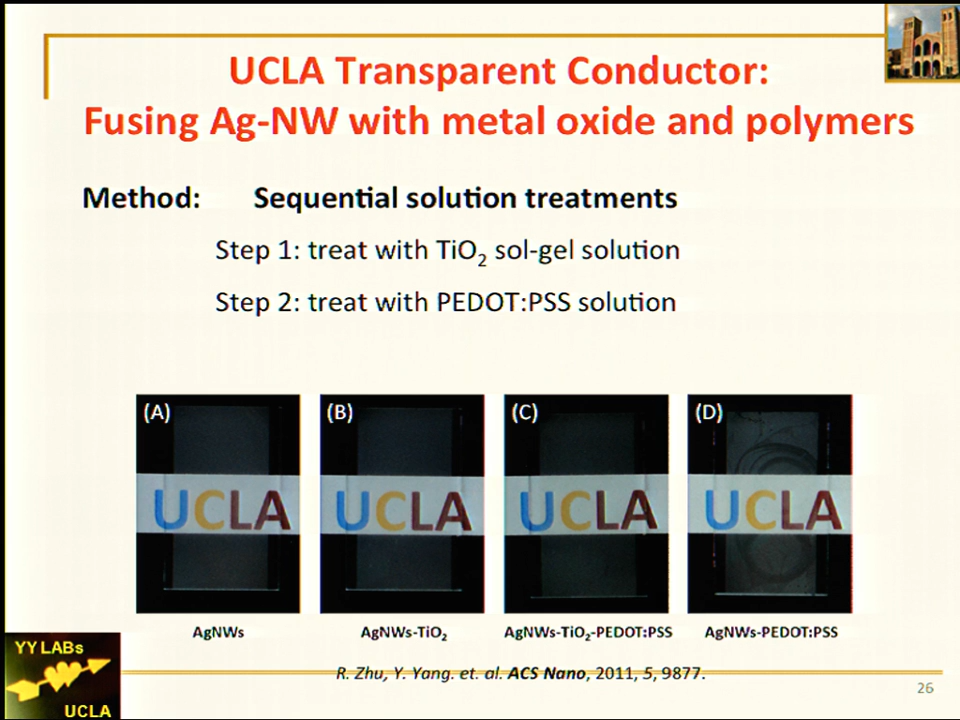 UCLA Transparent Conductor:
Fusing Ag-NW with metal oxide and polymers
Method: Sequential solution treatments
Step 1: treat with TiO₂ sol-gel solution
Step 2: treat with PEDOT:PSS solution
(A) (B) (C) (D)
UCLA UCLA UCLA UCLA
AgNWs AgNWs-TiO₂ AgNWs-TiO₂-PEDOT:PSS AgNWs-PEDOT:PSS
YY LABs
UCLA
R. Zhu, Y. Yang. et. al. ACS Nano, 2011, 5, 9877.
26